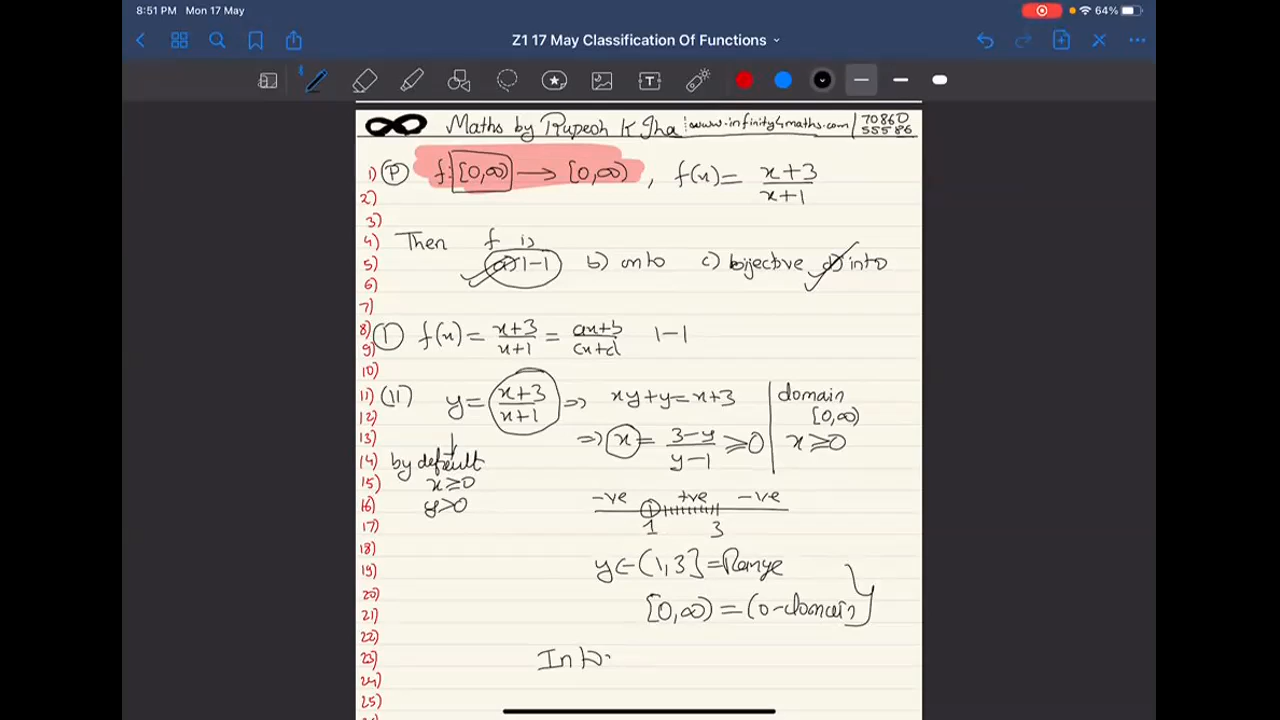 8:51 PM Mon 17 May 64%
Z1 17 May Classification Of Functions
Maths by Rupesh K Jha | www.infinity4maths.com / 70860 55586
1) (P) f: [0,∞) → [0,∞) , f(x) = x+3 / x+1
2)
3)
4) Then f is
5) a) 1-1 b) onto c) bijective d) into
6)
7)
8) (I) f(x) = x+3 / x+1 = ax+b / cx+d 1-1
9)
10)
11) (II) y = x+3 / x+1 ⇒ xy+y = x+3 | domain
12) [0,∞)
13) ⇒ x = 3-y / y-1 ≥ 0 x ≥ 0
14) by default
15) x ≥ 0
16) y > 0 -ve +ve -ve
17) 1 3
18)
19) y ∈ (1,3] = Range
20)
21) [0,∞) = Co-domain
22)
23) Into
24)
25)